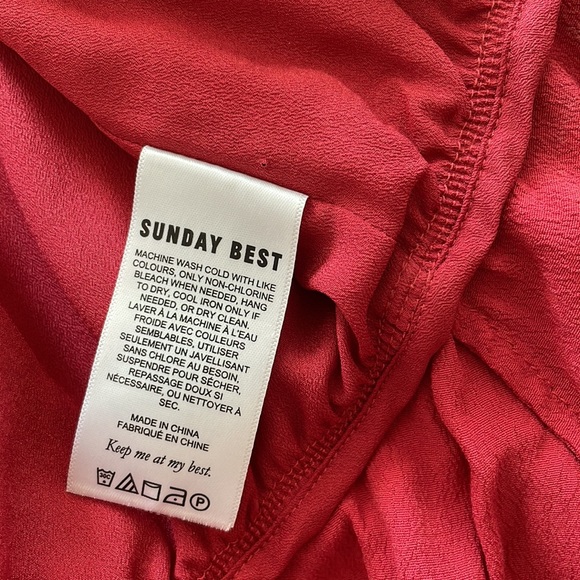 SUNDAY BEST
MACHINE WASH COLD WITH LIKE
COLOURS, ONLY NON-CHLORINE
BLEACH WHEN NEEDED, HANG
TO DRY, COOL IRON ONLY IF
NEEDED, OR DRY CLEAN.
LAVER À LA MACHINE À L'EAU
FROIDE AVEC COULEURS
SEMBLABLES, UTILISER
SEULEMENT UN JAVELLISANT
SANS CHLORE AU BESOIN,
SUSPENDRE POUR SÉCHER,
REPASSAGE DOUX SI
NÉCESSAIRE, OU NETTOYER À
SEC.
MADE IN CHINA
FABRIQUÉ EN CHINE
Keep me at my best.
30C P